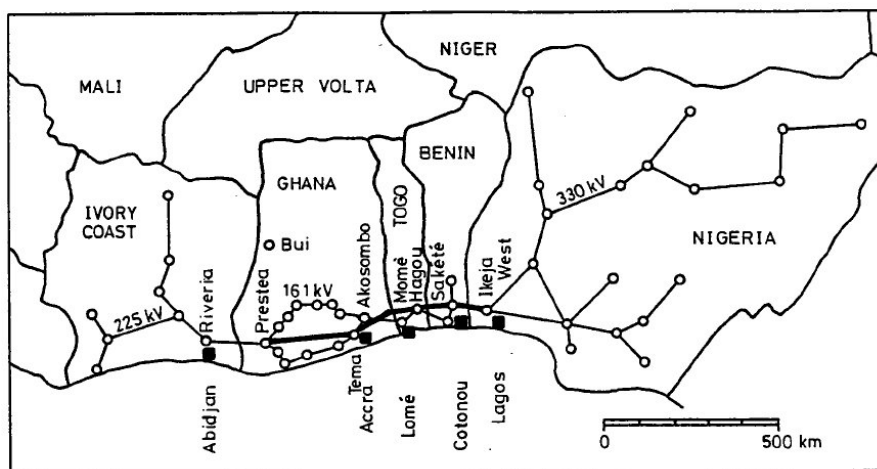 NIGER
MALI
UPPER VOLTA
BENIN
GHANA
TOGO
IVORY
COAST
330 kV
NIGERIA
Bui
161 kV
225 kV
Riveria
Prestea
Akosombo
Momé
Hagou
Sakété
Ikeja
West
Abidjan
Tema
Accra
Lomé
Cotonou
Lagos
0
500 km